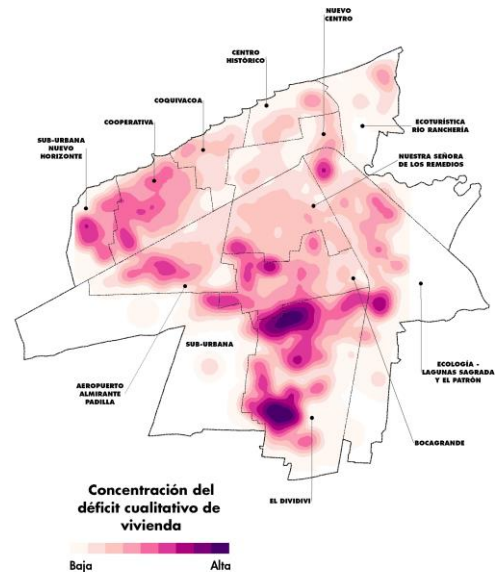 NUEVO
CENTRO
CENTRO
HISTÓRICO
COQUIVACOA
COOPERATIVA
SUB-URBANA
NUEVO
HORIZONTE
ECOTURÍSTICA
RÍO RANCHERÍA
NUESTRA SEÑORA
DE LOS REMEDIOS
SUB-URBANA
AEROPUERTO
ALMIRANTE
PADILLA
ECOLOGÍA -
LAGUNAS SAGRADA
Y EL PATRÓN
BOCAGRANDE
EL DIVIDIVI
Concentración del
déficit cualitativo de
vivienda
Baja Alta